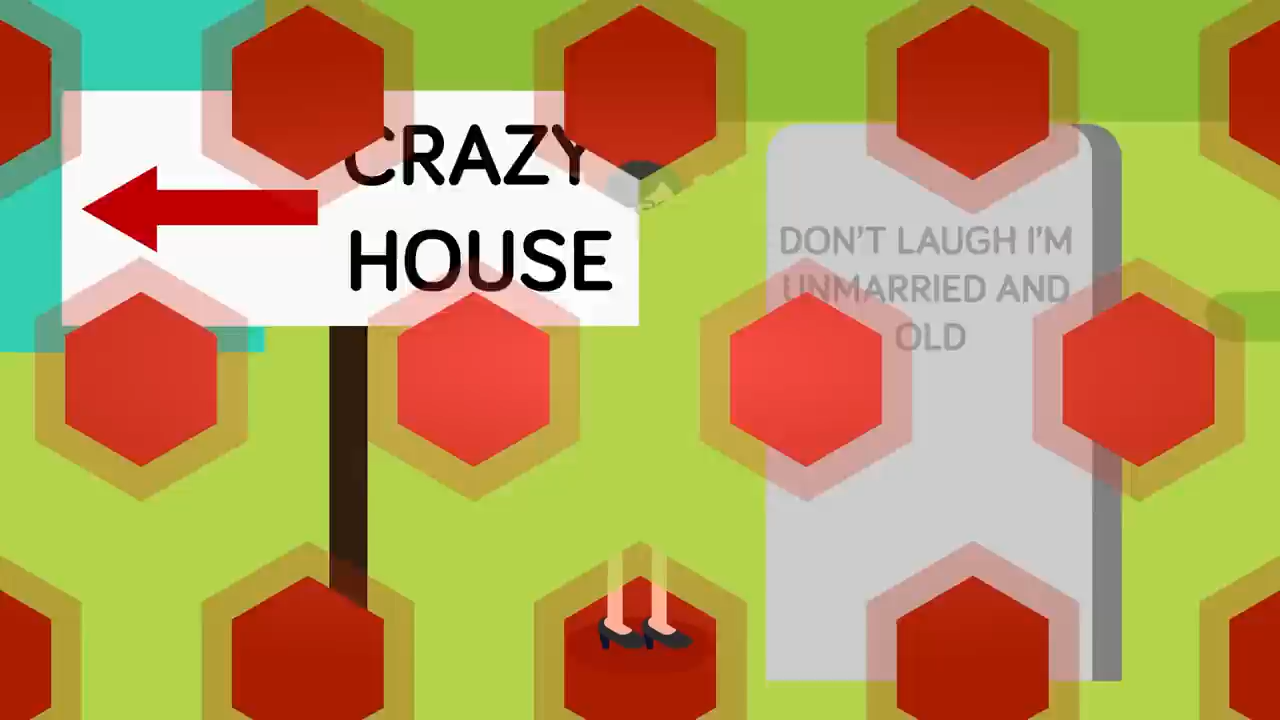 CRAZY
HOUSE
DON'T LAUGH I'M
UNMARRIED AND
OLD